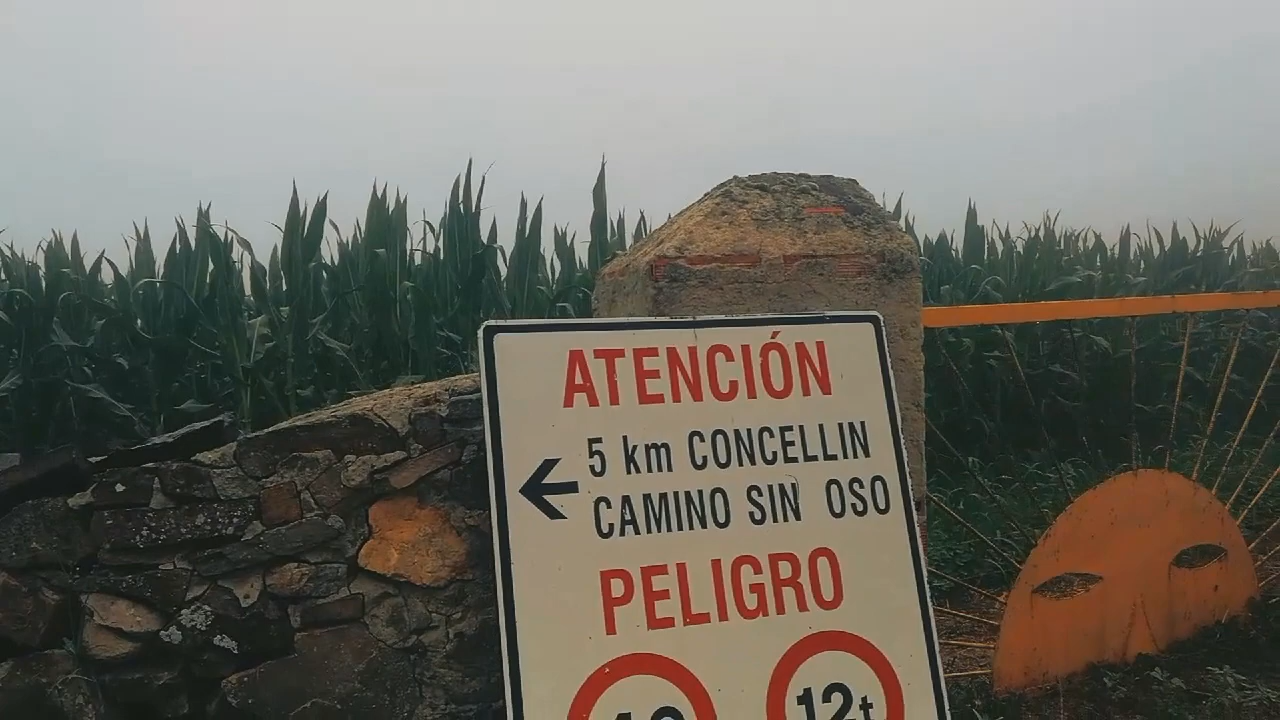 ATENCIÓN
5 km CONCELLIN
CAMINO SIN OSO
PELIGRO
12t